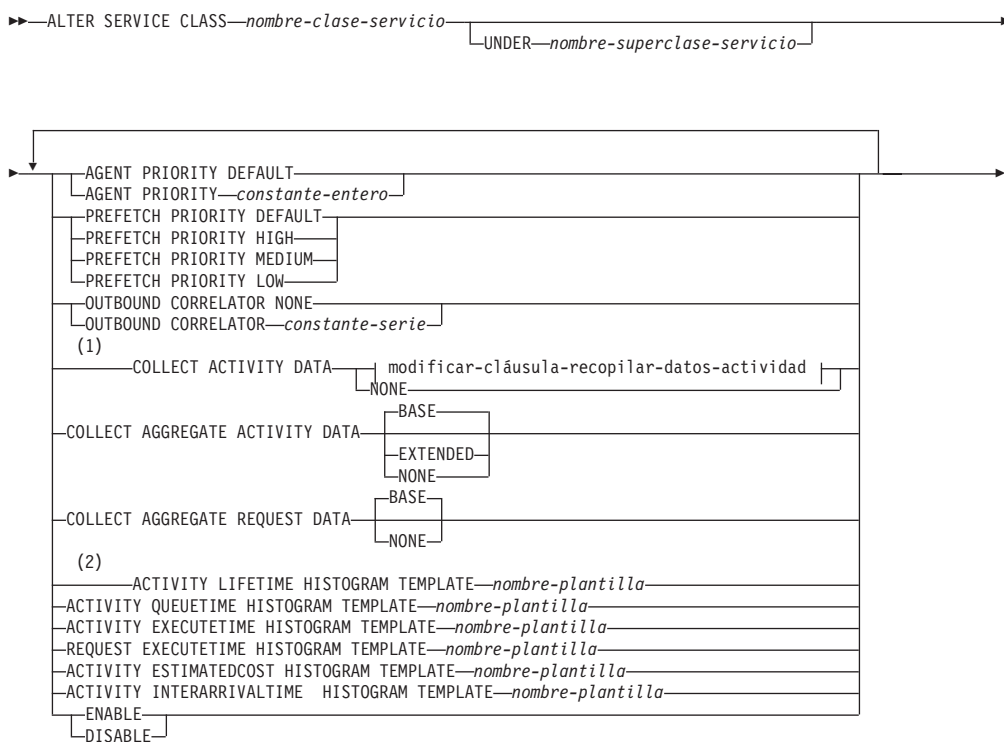 ALTER SERVICE CLASS nombre-clase-servicio
UNDER nombre-superclase-servicio
AGENT PRIORITY DEFAULT
AGENT PRIORITY constante-entero
PREFETCH PRIORITY DEFAULT
PREFETCH PRIORITY HIGH
PREFETCH PRIORITY MEDIUM
PREFETCH PRIORITY LOW
OUTBOUND CORRELATOR NONE
OUTBOUND CORRELATOR constante-serie
(1)
COLLECT ACTIVITY DATA modificar-cláusula-recopilar-datos-actividad
NONE
BASE
COLLECT AGGREGATE ACTIVITY DATA
EXTENDED
NONE
BASE
COLLECT AGGREGATE REQUEST DATA
NONE
(2)
ACTIVITY LIFETIME HISTOGRAM TEMPLATE nombre-plantilla
ACTIVITY QUEUETIME HISTOGRAM TEMPLATE nombre-plantilla
ACTIVITY EXECUTETIME HISTOGRAM TEMPLATE nombre-plantilla
REQUEST EXECUTETIME HISTOGRAM TEMPLATE nombre-plantilla
ACTIVITY ESTIMATEDCOST HISTOGRAM TEMPLATE nombre-plantilla
ACTIVITY INTERARRIVALTIME HISTOGRAM TEMPLATE nombre-plantilla
ENABLE
DISABLE